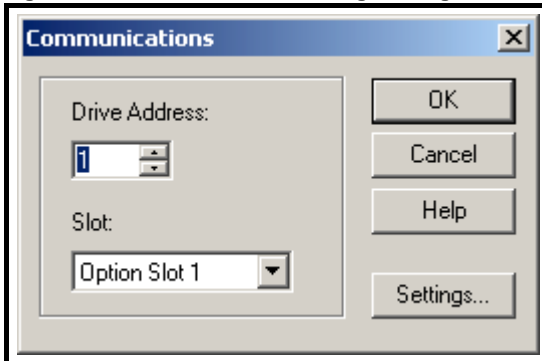 Communications
Drive Address:
1
Slot:
Option Slot 1
OK
Cancel
Help
Settings...